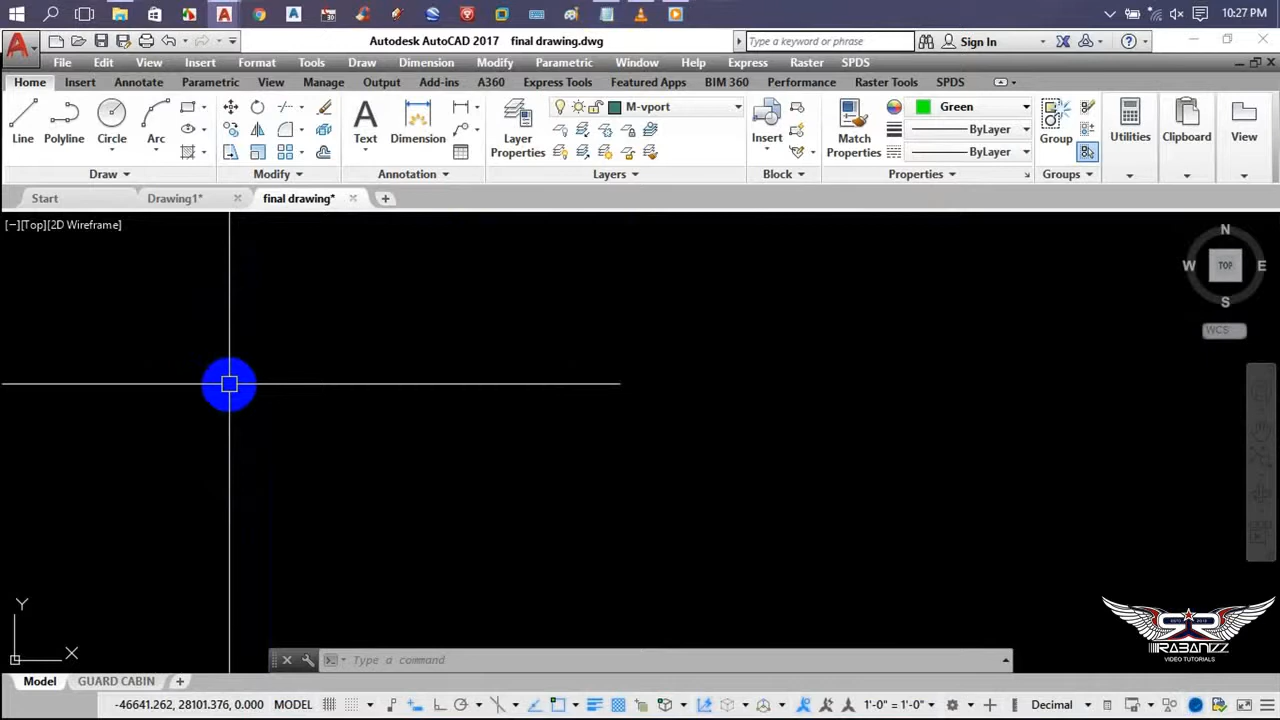 10:27 PM
Autodesk AutoCAD 2017 final drawing.dwg
Type a keyword or phrase
Sign In
File Edit View Insert Format Tools Draw Dimension Modify Parametric Window Help Express Raster SPDS
Home Insert Annotate Parametric View Manage Output Add-ins A360 Express Tools Featured Apps BIM 360 Performance Raster Tools SPDS
M-vport
Green
Line Polyline Circle Arc Text Dimension Layer Properties Insert Match Properties Group Utilities Clipboard View
ByLayer
ByLayer
Draw Modify Annotation Layers Block Properties Groups
Start Drawing1* final drawing*
[−][Top][2D Wireframe]
N
W TOP E
S
WCS
Y
X
Type a command
RABANIZZ
VIDEO TUTORIALS
Model GUARD CABIN
-46641.262, 28101.376, 0.000 MODEL 1'-0" = 1'-0" Decimal